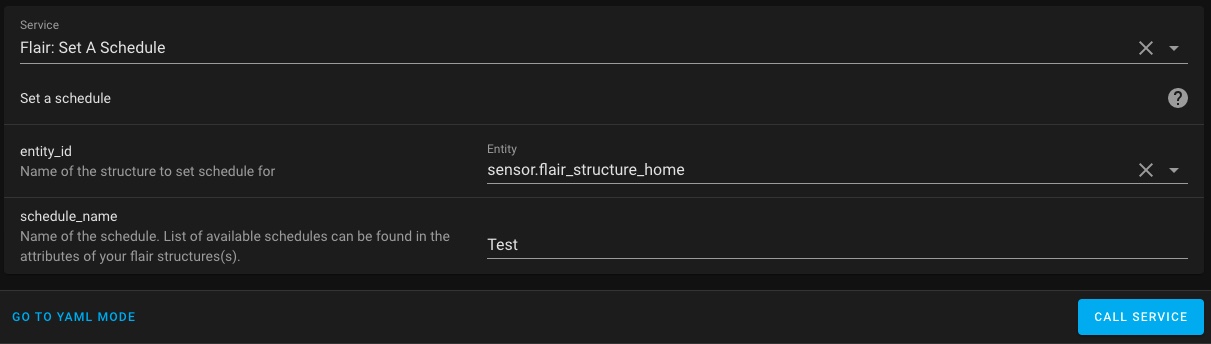 Service
Flair: Set A Schedule
Set a schedule
entity_id
Name of the structure to set schedule for
Entity
sensor.flair_structure_home
schedule_name
Name of the schedule. List of available schedules can be found in the
attributes of your flair structures(s).
Test
GO TO YAML MODE
CALL SERVICE